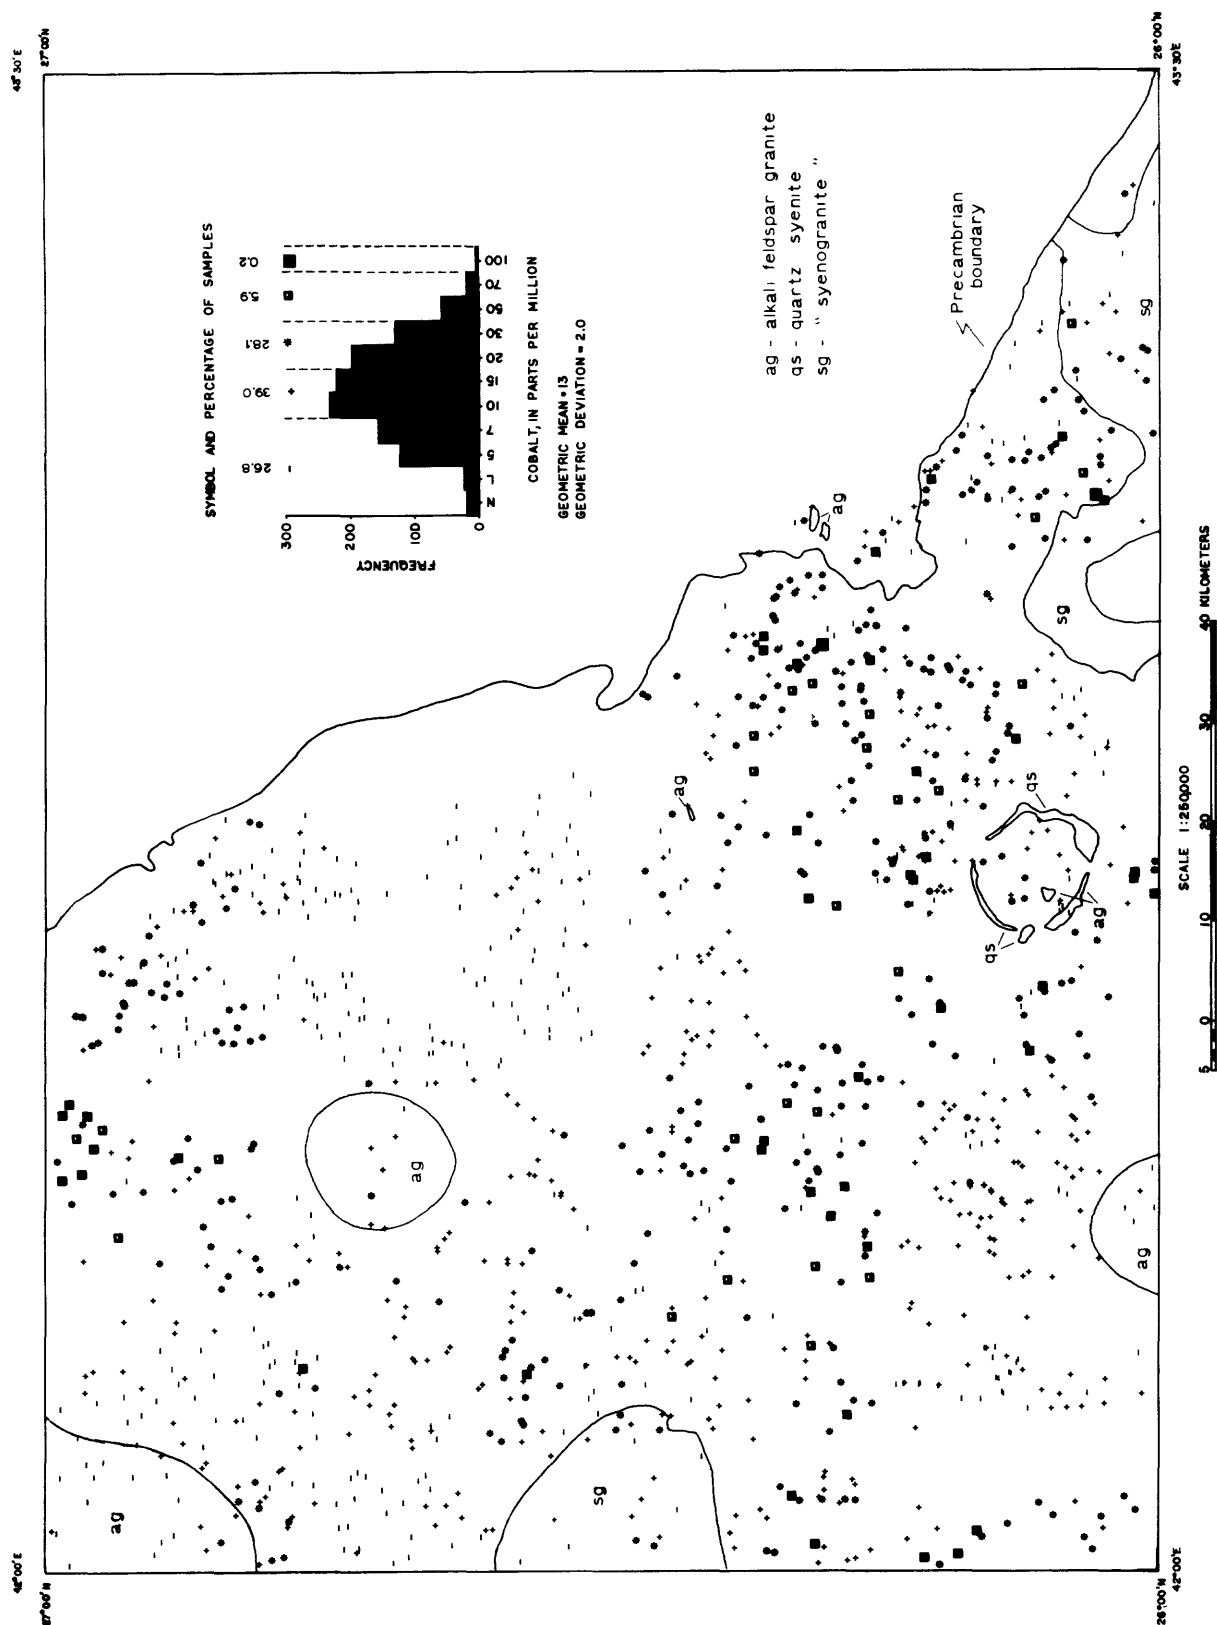 27°00'N
42°00'E
43°30'E
27°00'N
SYMBOL AND PERCENTAGE OF SAMPLES
26.8
39.0
28.1
5.9
0.2
FREQUENCY
300
200
100
0
N L 5 7 10 15 20 30 50 70 100
COBALT, IN PARTS PER MILLION
GEOMETRIC MEAN = 13
GEOMETRIC DEVIATION = 2.0
ag - alkali feldspar granite
qs - quartz syenite
sg - "syenogranite"
Precambrian
boundary
ag
ag
ag
ag
sg
sg
sg
qs
qs
ag
ag
26°00'N
42°00'E
26°00'N
43°30'E
SCALE 1:250,000
5 0 10 20 30 40 KILOMETERS